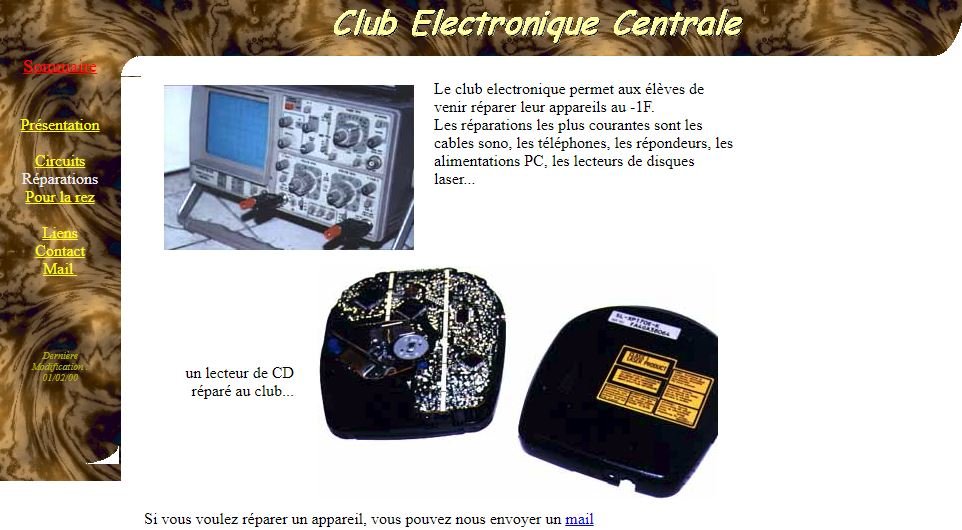 Club Electronique Centrale
Sommaire
Présentation
Circuits
Réparations
Pour la rez
Liens
Contact
Mail
Dernière
Modification :
01/02/00
Le club electronique permet aux élèves de
venir réparer leur appareils au -1F.
Les réparations les plus courantes sont les
cables sono, les téléphones, les répondeurs, les
alimentations PC, les lecteurs de disques
laser...
un lecteur de CD
réparé au club...
LASER PRODUCT
Si vous voulez réparer un appareil, vous pouvez nous envoyer un mail